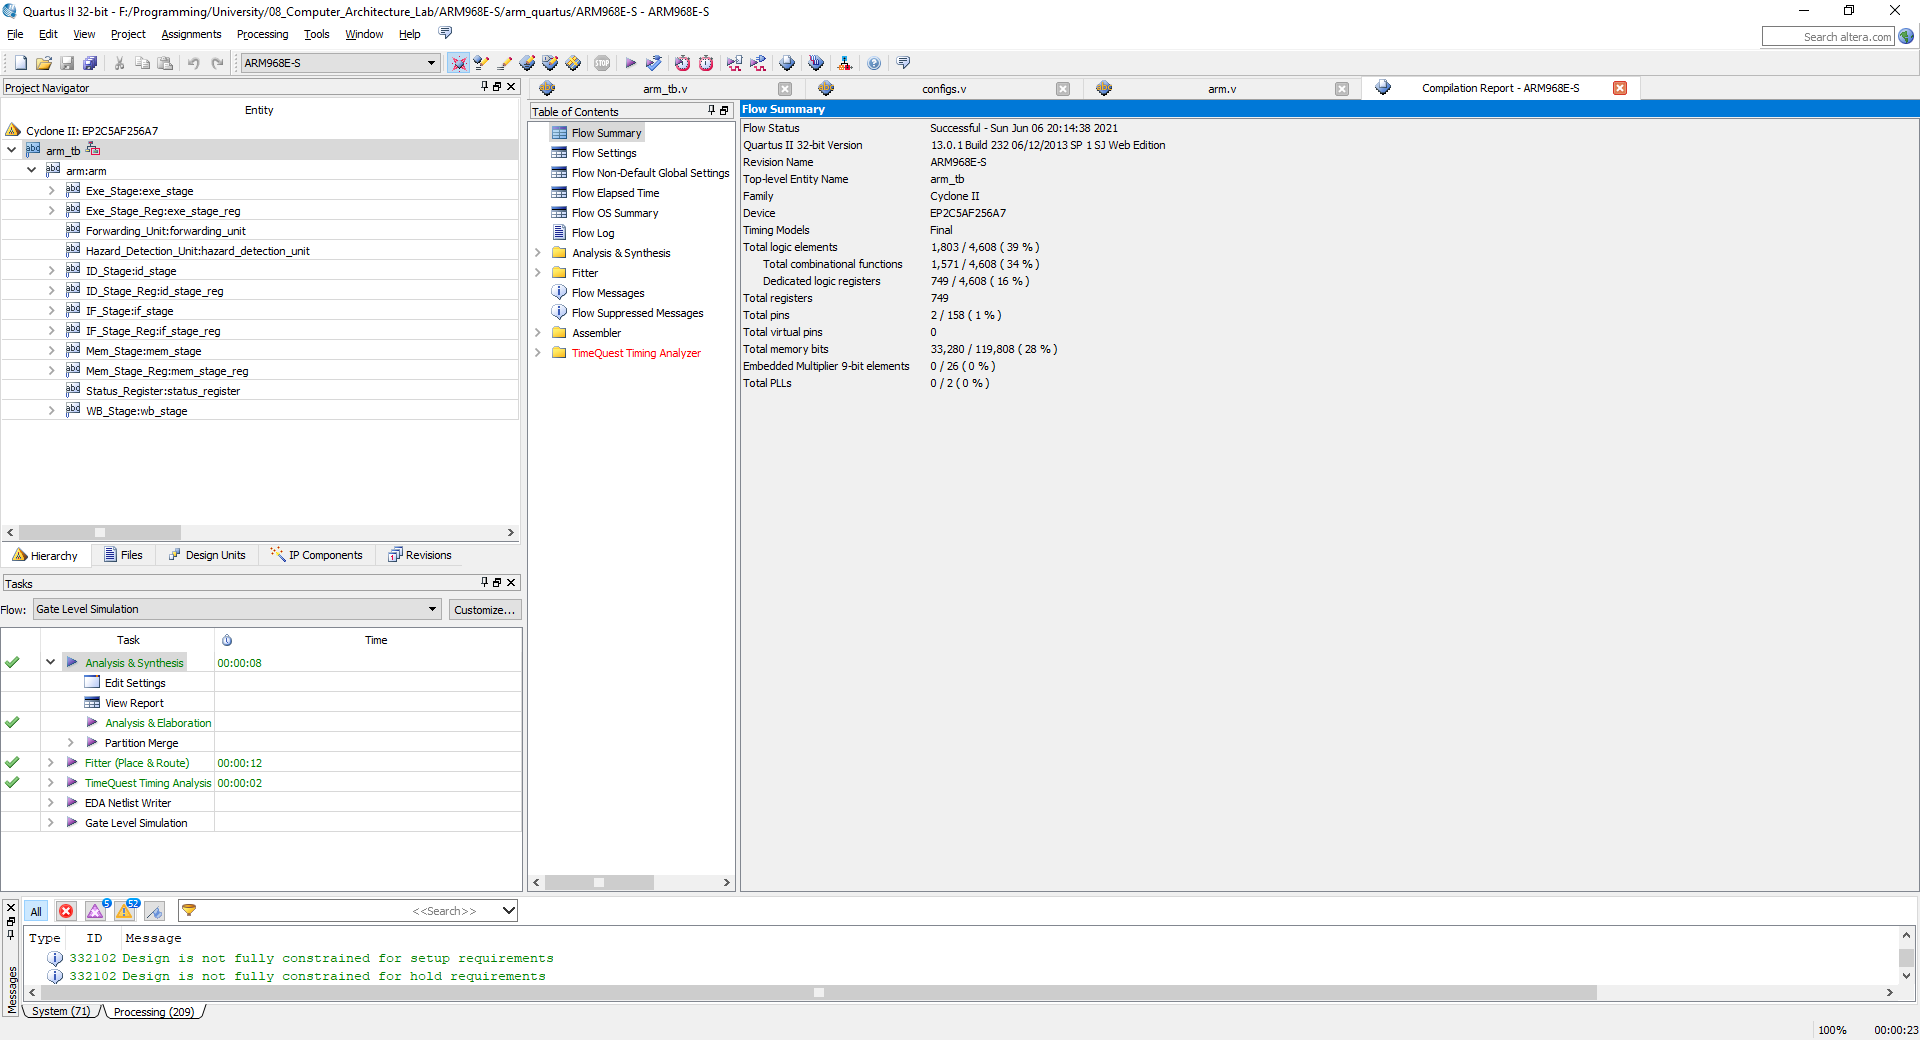 Quartus II 32-bit - F:/Programming/University/08_Computer_Architecture_Lab/ARM968E-S/arm_quartus/ARM968E-S - ARM968E-S
File Edit View Project Assignments Processing Tools Window Help
Search altera.com
ARM968E-S
STOP
Project Navigator
Entity
Cyclone II: EP2C5AF256A7
arm_tb
arm:arm
Exe_Stage:exe_stage
Exe_Stage_Reg:exe_stage_reg
Forwarding_Unit:forwarding_unit
Hazard_Detection_Unit:hazard_detection_unit
ID_Stage:id_stage
ID_Stage_Reg:id_stage_reg
IF_Stage:if_stage
IF_Stage_Reg:if_stage_reg
Mem_Stage:mem_stage
Mem_Stage_Reg:mem_stage_reg
Status_Register:status_register
WB_Stage:wb_stage
Hierarchy Files Design Units IP Components Revisions
Tasks
Flow: Gate Level Simulation Customize...
Task Time
Analysis & Synthesis 00:00:08
Edit Settings
View Report
Analysis & Elaboration
Partition Merge
Fitter (Place & Route) 00:00:12
TimeQuest Timing Analysis 00:00:02
EDA Netlist Writer
Gate Level Simulation
arm_tb.v configs.v arm.v Compilation Report - ARM968E-S
Table of Contents
Flow Summary
Flow Settings
Flow Non-Default Global Settings
Flow Elapsed Time
Flow OS Summary
Flow Log
Analysis & Synthesis
Fitter
Flow Messages
Flow Suppressed Messages
Assembler
TimeQuest Timing Analyzer
Flow Summary
Flow Status Successful - Sun Jun 06 20:14:38 2021
Quartus II 32-bit Version 13.0.1 Build 232 06/12/2013 SP 1 SJ Web Edition
Revision Name ARM968E-S
Top-level Entity Name arm_tb
Family Cyclone II
Device EP2C5AF256A7
Timing Models Final
Total logic elements 1,803 / 4,608 ( 39 % )
Total combinational functions 1,571 / 4,608 ( 34 % )
Dedicated logic registers 749 / 4,608 ( 16 % )
Total registers 749
Total pins 2 / 158 ( 1 % )
Total virtual pins 0
Total memory bits 33,280 / 119,808 ( 28 % )
Embedded Multiplier 9-bit elements 0 / 26 ( 0 % )
Total PLLs 0 / 2 ( 0 % )
All 5 52 <<Search>>
Type ID Message
332102 Design is not fully constrained for setup requirements
332102 Design is not fully constrained for hold requirements
Messages
System (71) Processing (209)
100% 00:00:23